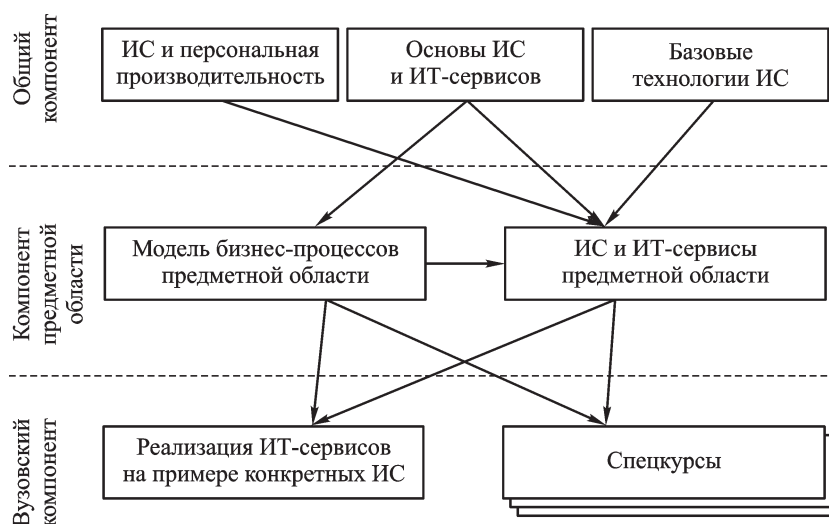 Общий
компонент
ИС и персональная
производительность
Основы ИС
и ИТ-сервисов
Базовые
технологии ИС
Компонент
предметной
области
Модель бизнес-процессов
предметной области
ИС и ИТ-сервисы
предметной области
Вузовский
компонент
Реализация ИТ-сервисов
на примере конкретных ИС
Спецкурсы